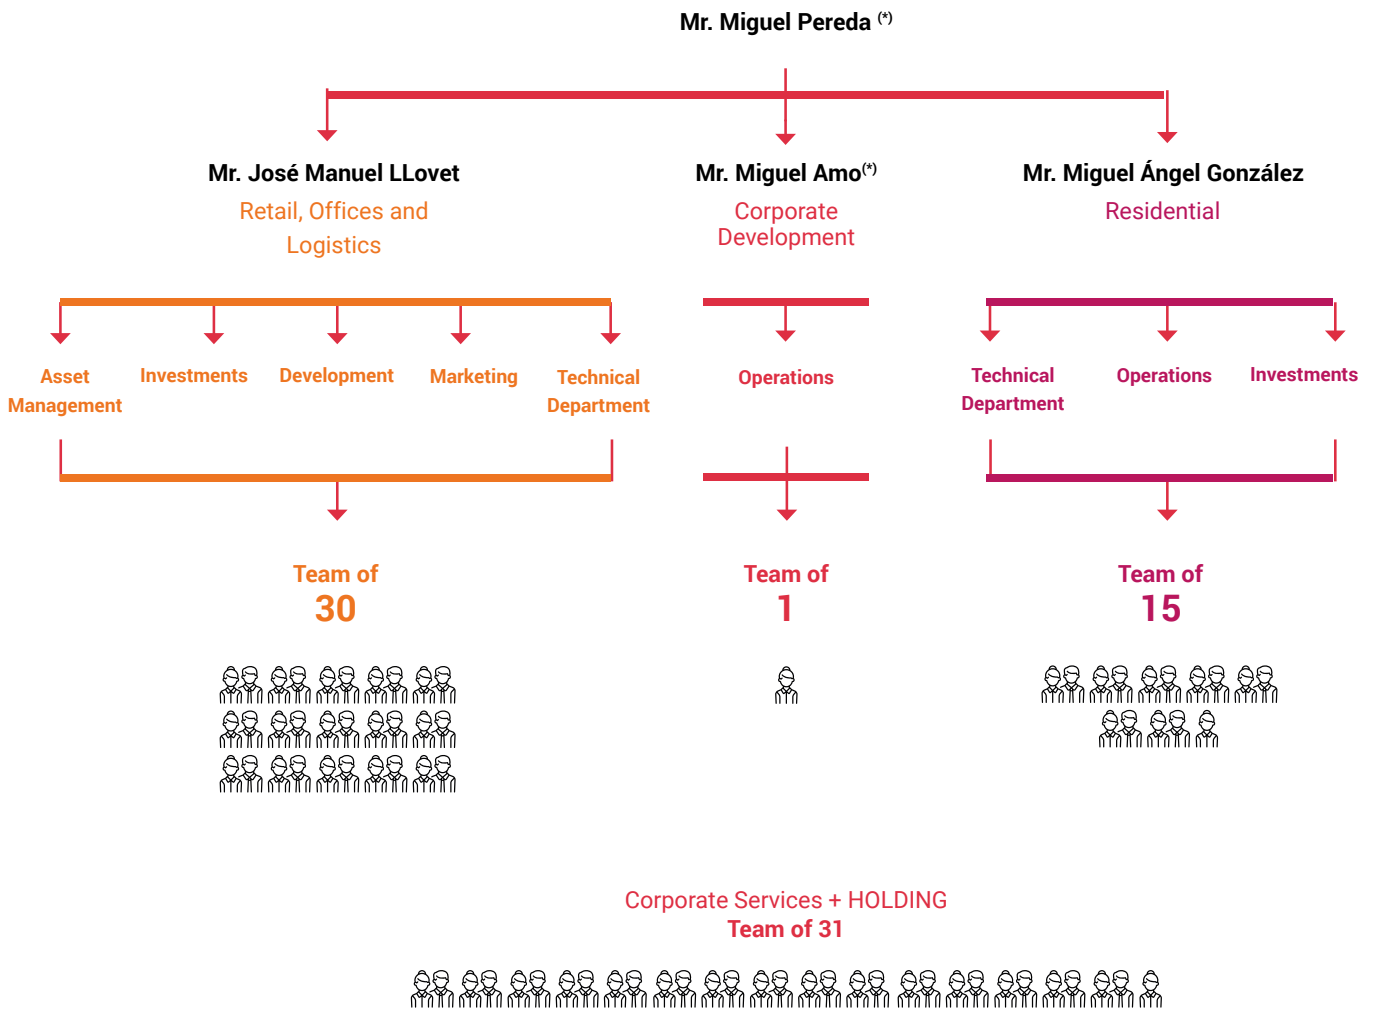 Mr. Miguel Pereda (*)
Mr. José Manuel LLovet
Retail, Offices and
Logistics
Mr. Miguel Amo(*)
Corporate
Development
Mr. Miguel Ángel González
Residential
Asset
Management
Investments
Development
Marketing
Technical
Department
Operations
Technical
Department
Operations
Investments
Team of
30
Team of
1
Team of
15
Corporate Services + HOLDING
Team of 31